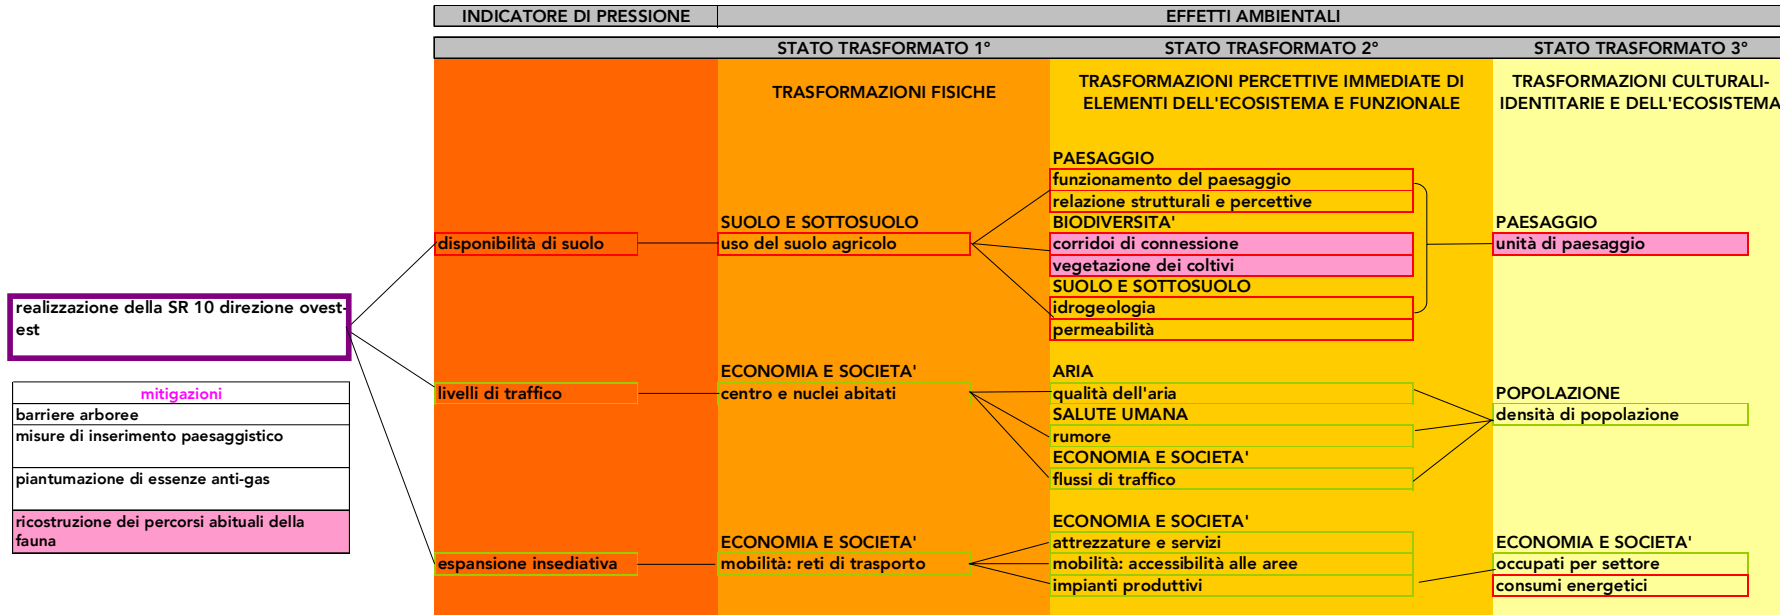 INDICATORE DI PRESSIONE
EFFETTI AMBIENTALI
STATO TRASFORMATO 1°
STATO TRASFORMATO 2°
STATO TRASFORMATO 3°
TRASFORMAZIONI FISICHE
TRASFORMAZIONI PERCETTIVE IMMEDIATE DI
ELEMENTI DELL'ECOSISTEMA E FUNZIONALE
TRASFORMAZIONI CULTURALI-
IDENTITARIE E DELL'ECOSISTEMA
realizzazione della SR 10 direzione ovest-
est
mitigazioni
barriere arboree
misure di inserimento paesaggistico
piantumazione di essenze anti-gas
ricostruzione dei percorsi abituali della
fauna
disponibilità di suolo
SUOLO E SOTTOSUOLO
uso del suolo agricolo
PAESAGGIO
funzionamento del paesaggio
relazione strutturali e percettive
BIODIVERSITA'
corridoi di connessione
vegetazione dei coltivi
SUOLO E SOTTOSUOLO
idrogeologia
permeabilità
PAESAGGIO
unità di paesaggio
livelli di traffico
ECONOMIA E SOCIETA'
centro e nuclei abitati
ARIA
qualità dell'aria
SALUTE UMANA
rumore
ECONOMIA E SOCIETA'
flussi di traffico
POPOLAZIONE
densità di popolazione
espansione insediativa
ECONOMIA E SOCIETA'
mobilità: reti di trasporto
ECONOMIA E SOCIETA'
attrezzature e servizi
mobilità: accessibilità alle aree
impianti produttivi
ECONOMIA E SOCIETA'
occupati per settore
consumi energetici